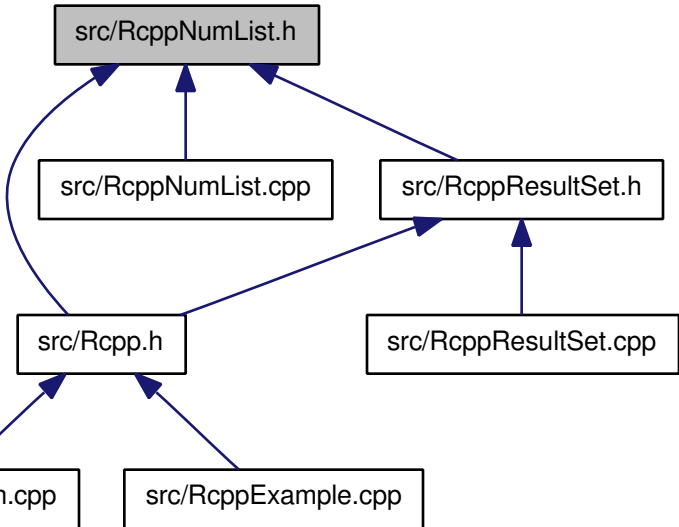 src/RcppNumList.h
src/RcppNumList.cpp
src/RcppResultSet.h
src/Rcpp.h
src/RcppResultSet.cpp
n.cpp
src/RcppExample.cpp